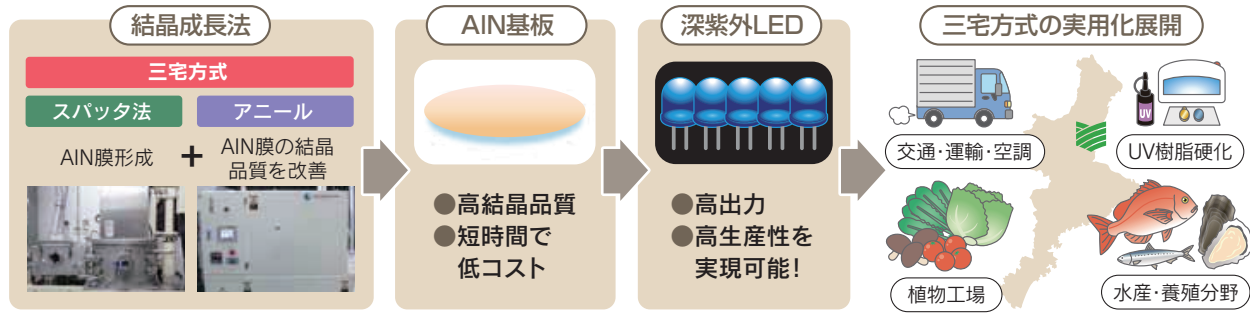 結晶成長法
三宅方式
スパッタ法
アニール
AlN膜形成
+
AlN膜の結晶
品質を改善
AlN基板
●高結晶品質
●短時間で
低コスト
深紫外LED
●高出力
●高生産性を
実現可能!
三宅方式の実用化展開
交通・運輸・空調
UV
UV樹脂硬化
植物工場
水産・養殖分野